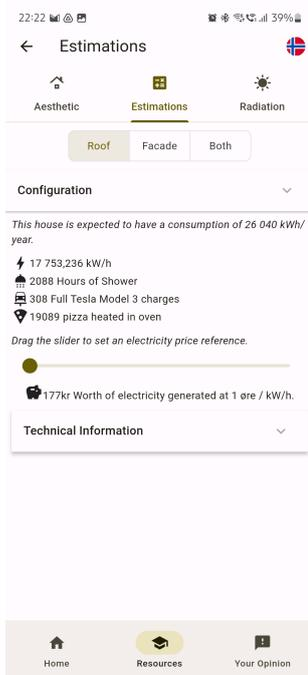 22:22 39%
Estimations
Aesthetic Estimations Radiation
Roof Facade Both
Configuration
This house is expected to have a consumption of 26 040 kWh/
year.
17 753,236 kW/h
2088 Hours of Shower
308 Full Tesla Model 3 charges
19089 pizza heated in oven
Drag the slider to set an electricity price reference.
177kr Worth of electricity generated at 1 øre / kW/h.
Technical Information
Home Resources Your Opinion